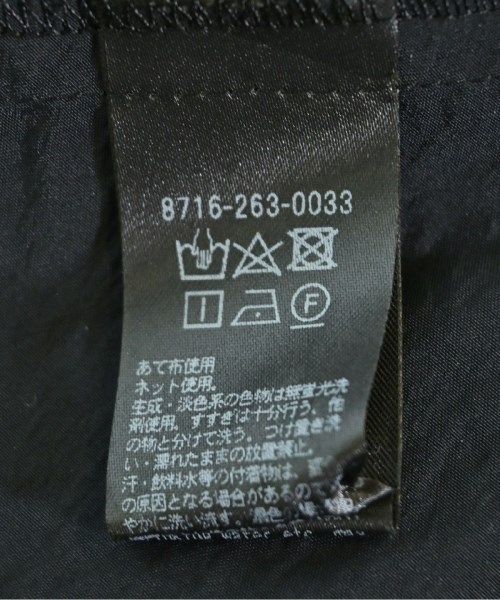 8716-263-0033
F
あて布使用
ネット使用。
生成・淡色系の色物は無蛍光洗
剤使用。すすぎは十分行う。他
の物と分けて洗う。つけ置き洗
い・濡れたままの放置禁止。
汗・飲料水等の付着物は、
の原因となる場合があるので
やかに洗い流す。
water etc.